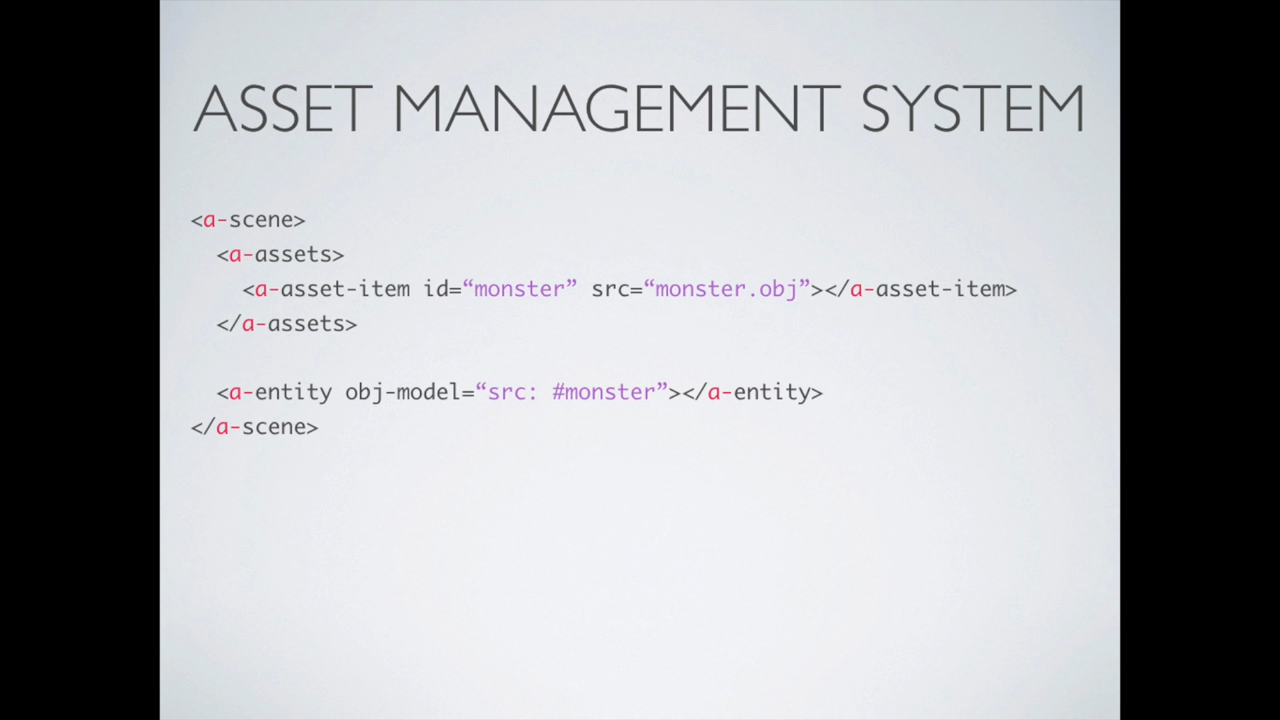 ASSET MANAGEMENT SYSTEM
<a-scene>
<a-assets>
<a-asset-item id=“monster” src=“monster.obj”></a-asset-item>
</a-assets>
<a-entity obj-model=“src: #monster”></a-entity>
</a-scene>